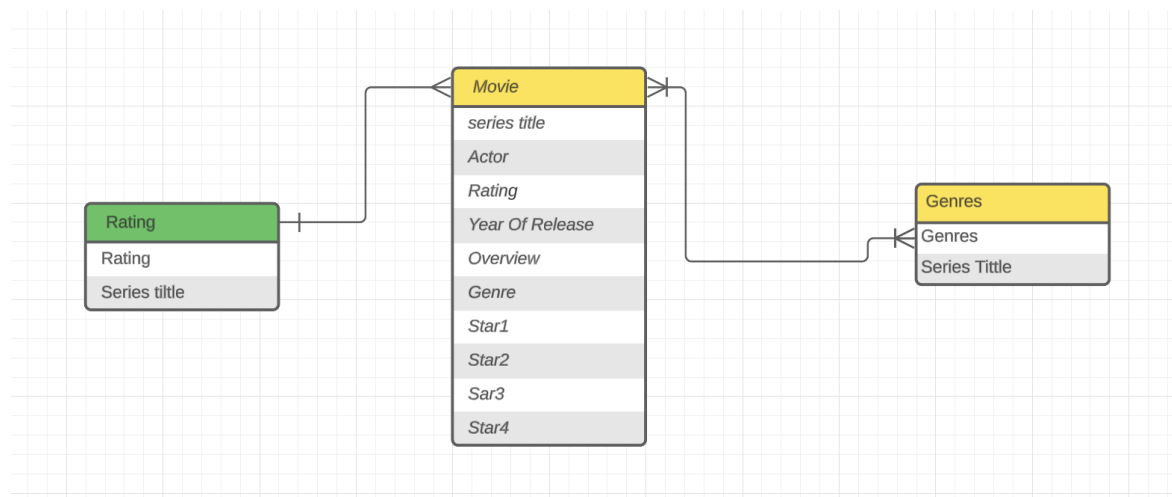 Rating
Rating
Series tiltle
Movie
series title
Actor
Rating
Year Of Release
Overview
Genre
Star1
Star2
Sar3
Star4
Genres
Genres
Series Tittle